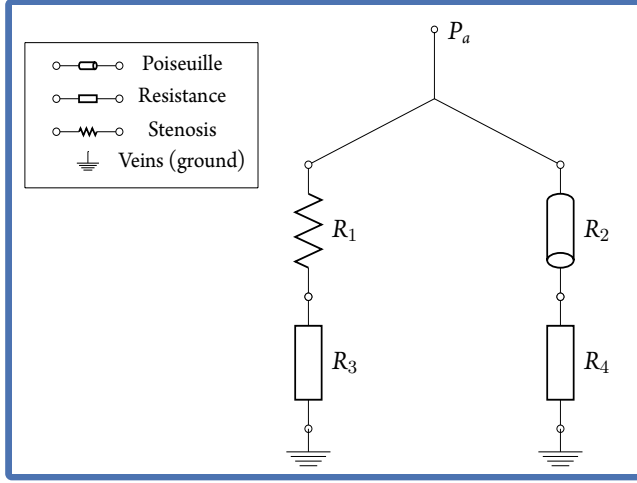 P_a
Poiseuille
Resistance
Stenosis
Veins (ground)
R_1
R_2
R_3
R_4